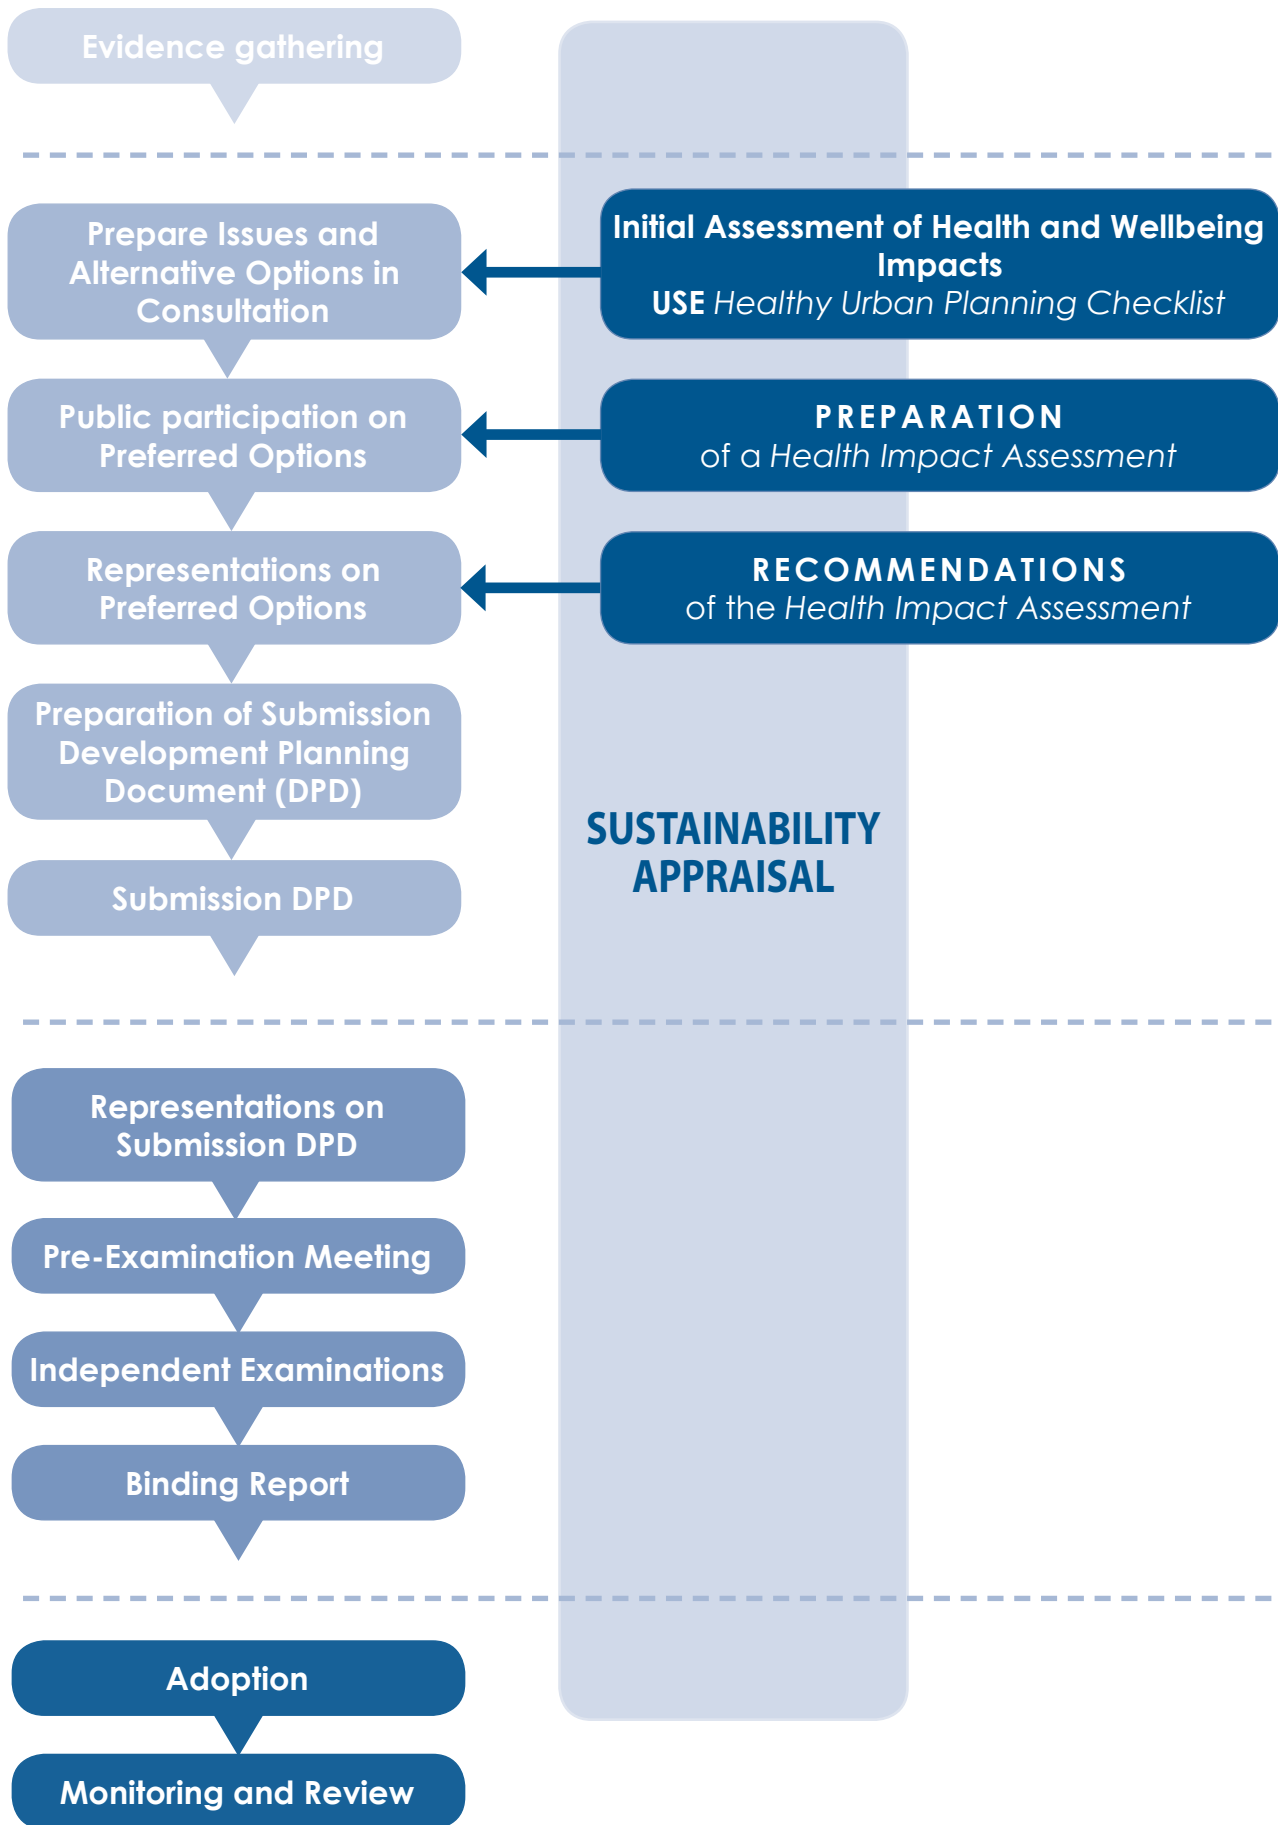 Evidence gathering
Prepare Issues and
Alternative Options in
Consultation
Initial Assessment of Health and Wellbeing
Impacts
USE Healthy Urban Planning Checklist
Public participation on
Preferred Options
PREPARATION
of a Health Impact Assessment
Representations on
Preferred Options
RECOMMENDATIONS
of the Health Impact Assessment
Preparation of Submission
Development Planning
Document (DPD)
SUSTAINABILITY
APPRAISAL
Submission DPD
Representations on
Submission DPD
Pre-Examination Meeting
Independent Examinations
Binding Report
Adoption
Monitoring and Review